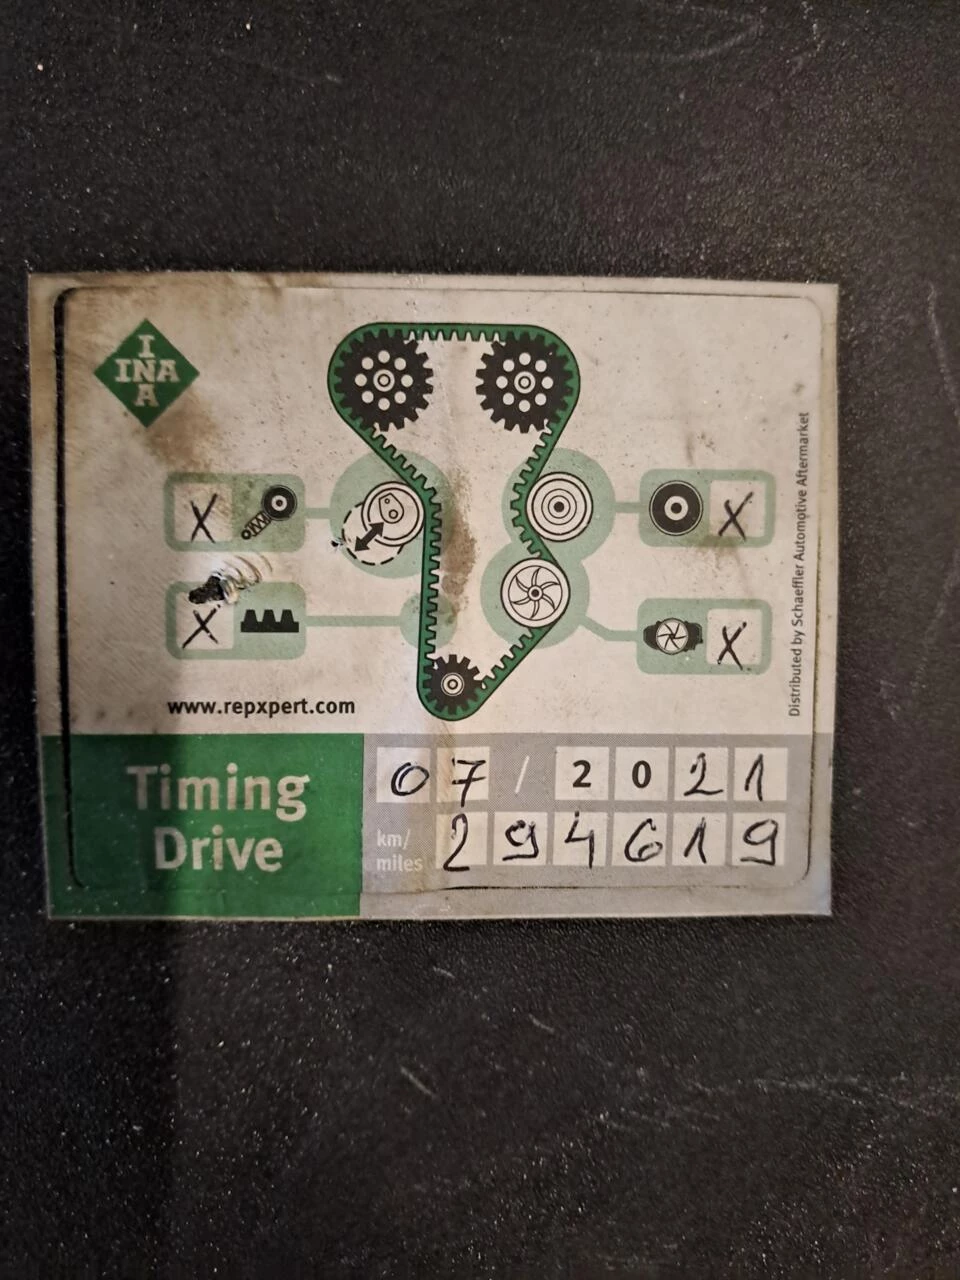 I
INA
A
X
X
X
X
www.repxpert.com
Distributed by Schaeffler Automotive Aftermarket
Timing
Drive
07 / 2021
km/
miles
294619